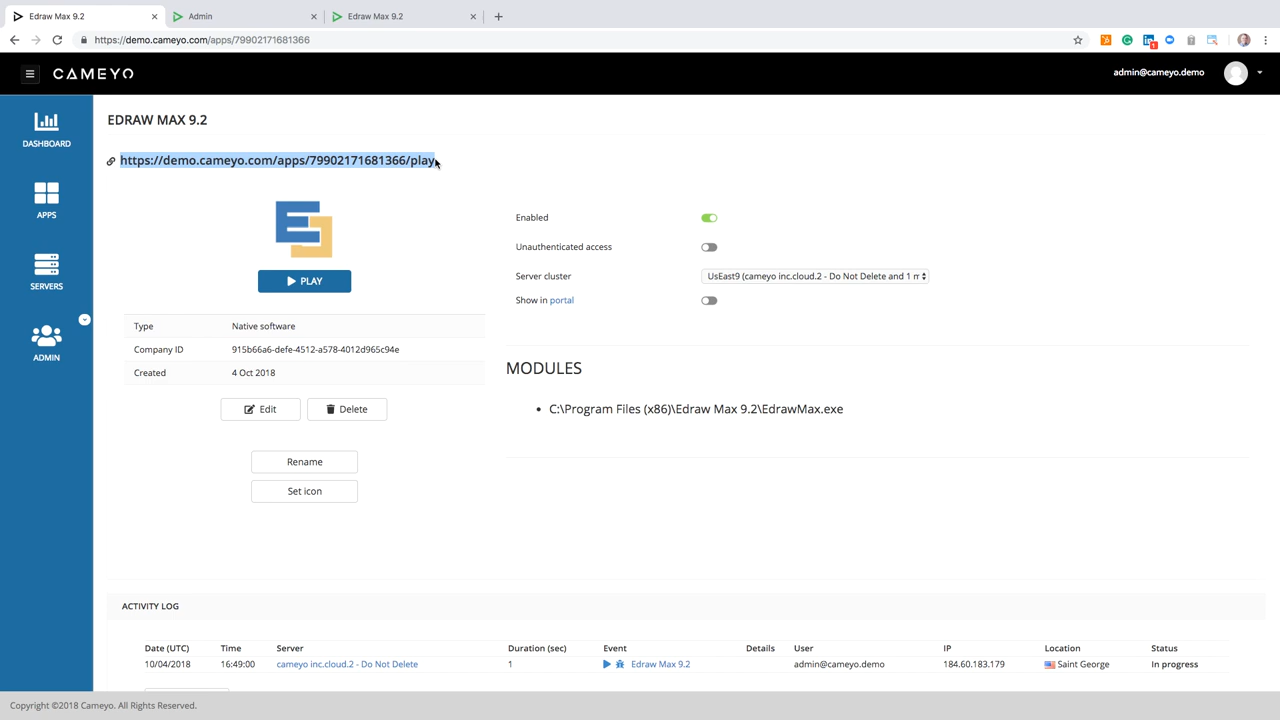 Edraw Max 9.2
Admin
Edraw Max 9.2
https://demo.cameyo.com/apps/79902171681366
CAMEYO
admin@cameyo.demo
DASHBOARD
APPS
SERVERS
ADMIN
EDRAW MAX 9.2
https://demo.cameyo.com/apps/79902171681366/play
PLAY
Type Native software
Company ID 915b66a6-defe-4512-a578-4012d965c94e
Created 4 Oct 2018
Edit Delete
Rename
Set icon
Enabled
Unauthenticated access
Server cluster UsEast9 (cameyo inc.cloud.2 - Do Not Delete and 1 m
Show in portal
MODULES
• C:\Program Files (x86)\Edraw Max 9.2\EdrawMax.exe
ACTIVITY LOG
Date (UTC) Time Server Duration (sec) Event Details User IP Location Status
10/04/2018 16:49:00 cameyo inc.cloud.2 - Do Not Delete 1 Edraw Max 9.2 admin@cameyo.demo 184.60.183.179 Saint George In progress
Copyright ©2018 Cameyo. All Rights Reserved.